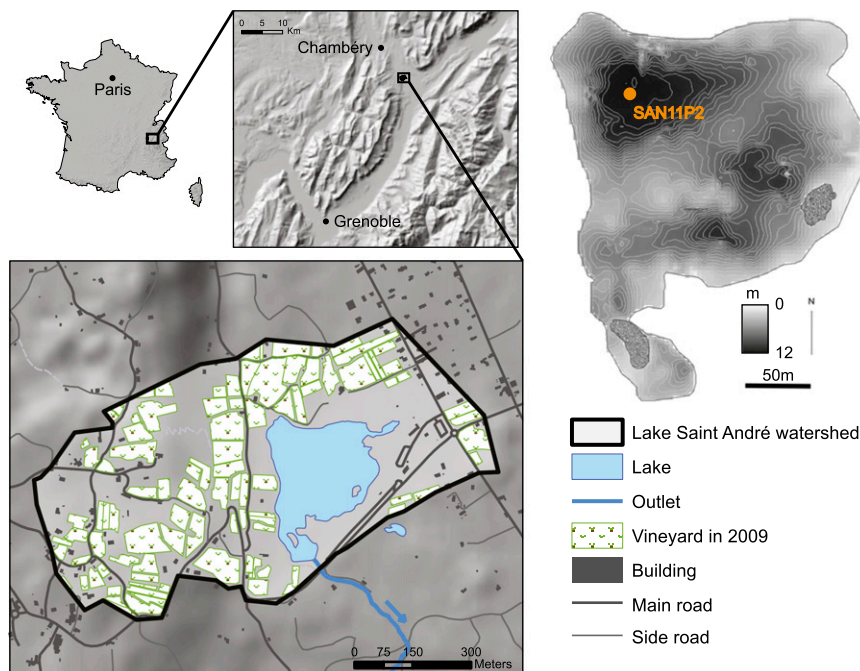 Paris
0 5 10
Km
Chambéry
Grenoble
SAN11P2
m
0
12
N
50m
0 75 150 300
Meters
Lake Saint André watershed
Lake
Outlet
Vineyard in 2009
Building
Main road
Side road